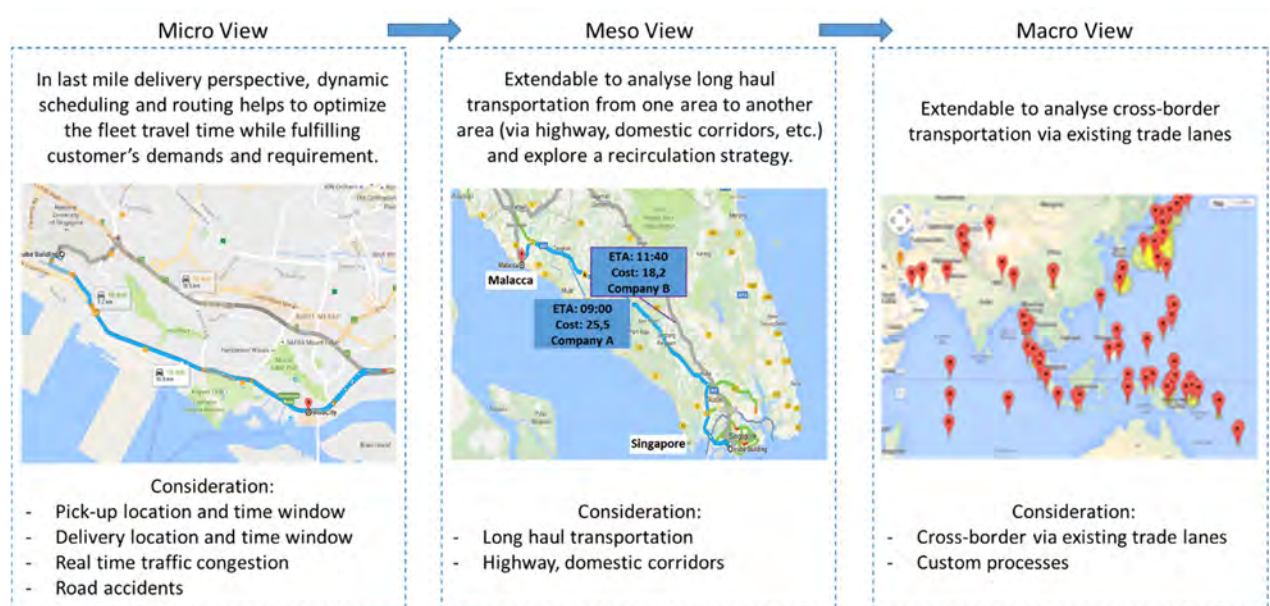 Micro View
Meso View
Macro View
In last mile delivery perspective, dynamic
scheduling and routing helps to optimize
the fleet travel time while fulfilling
customer's demands and requirement.
Extendable to analyse long haul
transportation from one area to another
area (via highway, domestic corridors, etc.)
and explore a recirculation strategy.
Extendable to analyse cross-border
transportation via existing trade lanes
National
University
of Singapore
ETA: 11:40
Cost: 18,2
Company B
Malacca
ETA: 09:00
Cost: 25,5
Company A
Singapore
Consideration:
- Pick-up location and time window
- Delivery location and time window
- Real time traffic congestion
- Road accidents
Consideration:
- Long haul transportation
- Highway, domestic corridors
Consideration:
- Cross-border via existing trade lanes
- Custom processes